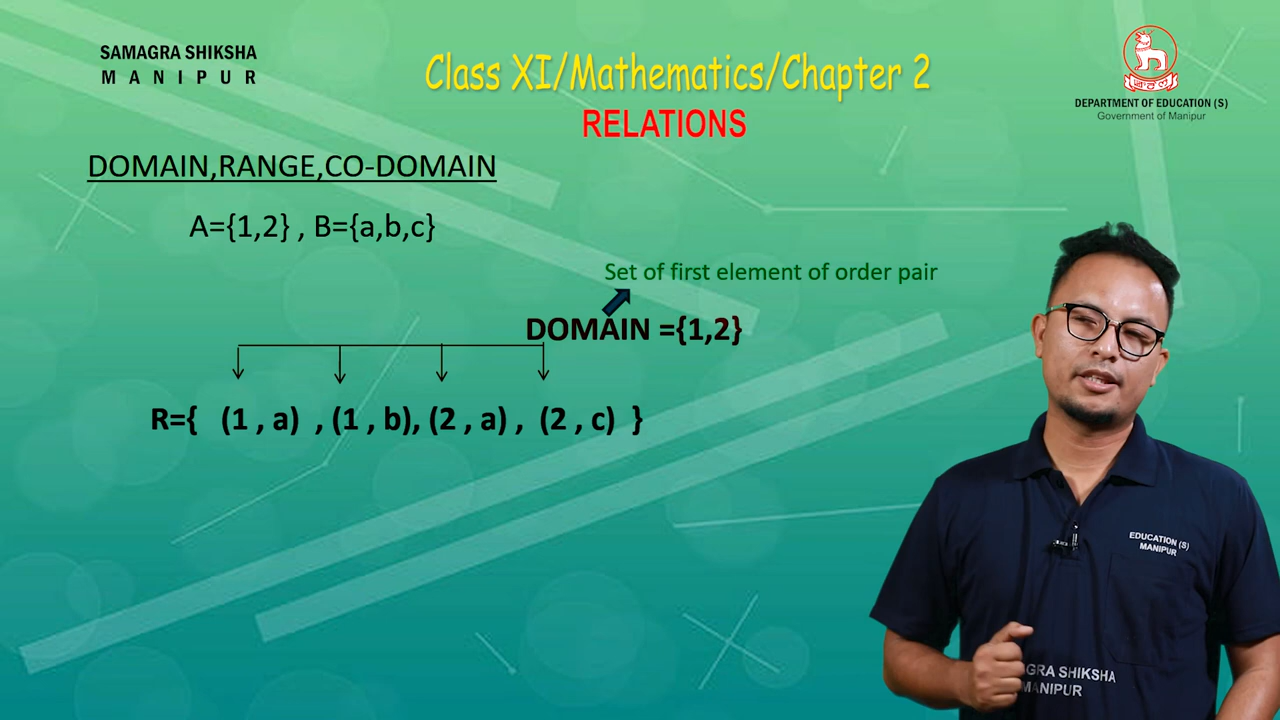 SAMAGRA SHIKSHA
MANIPUR
Class XI/Mathematics/Chapter 2
RELATIONS
DEPARTMENT OF EDUCATION (S)
Government of Manipur
DOMAIN,RANGE,CO-DOMAIN
A={1,2} , B={a,b,c}
Set of first element of order pair
DOMAIN ={1,2}
R={ (1 , a) , (1 , b), (2 , a) , (2 , c) }
EDUCATION (S)
MANIPUR
GRA SHIKSHA
MANIPUR